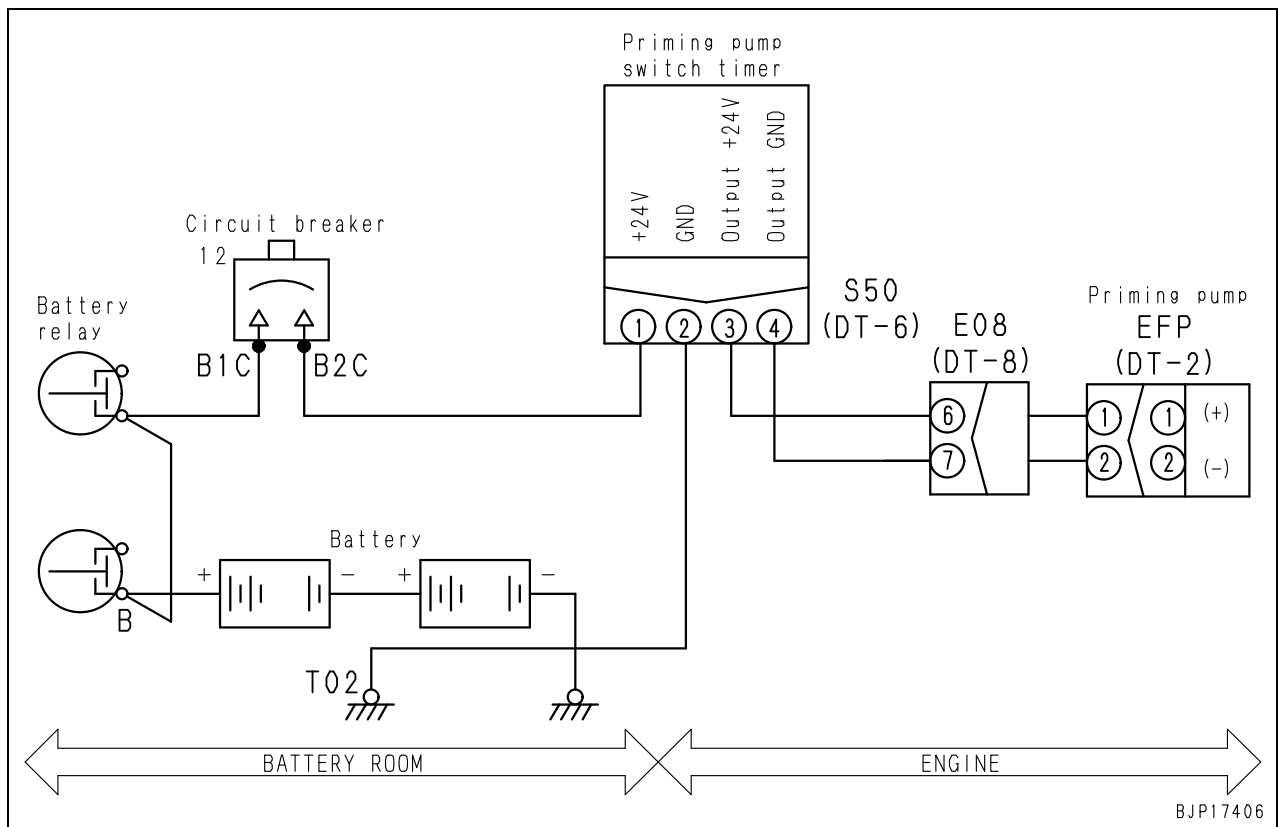 Priming pump
switch timer
+24V
GND
Output +24V
Output GND
Circuit breaker
12
Battery
relay
B1C
B2C
1
2
3
4
S50
(DT-6)
E08
(DT-8)
Priming pump
EFP
(DT-2)
6
7
1
2
1
2
(+)
(-)
Battery
+
-
+
-
B
T02
BATTERY ROOM
ENGINE
BJP17406